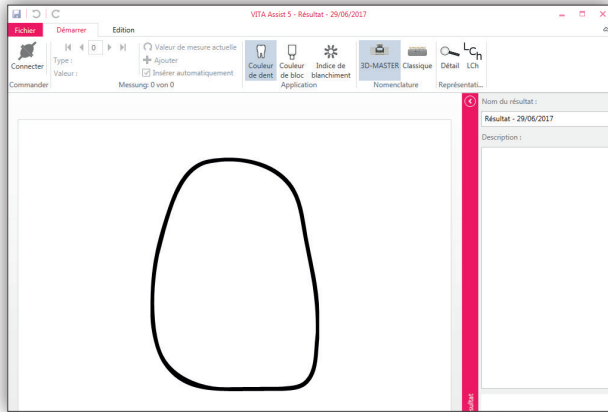 VITA Assist 5 - Résultat - 29/06/2017
Fichier Démarrer Edition
Connecter
Commander
0
Type :
Valeur :
Valeur de mesure actuelle
Ajouter
Insérer automatiquement
Messung: 0 von 0
Couleur de dent
Couleur de bloc
Indice de blanchiment
Application
3D-MASTER Classique
Nomenclature
Détail
LCh
LCh
Représentati...
Nom du résultat :
Résultat - 29/06/2017
Description :